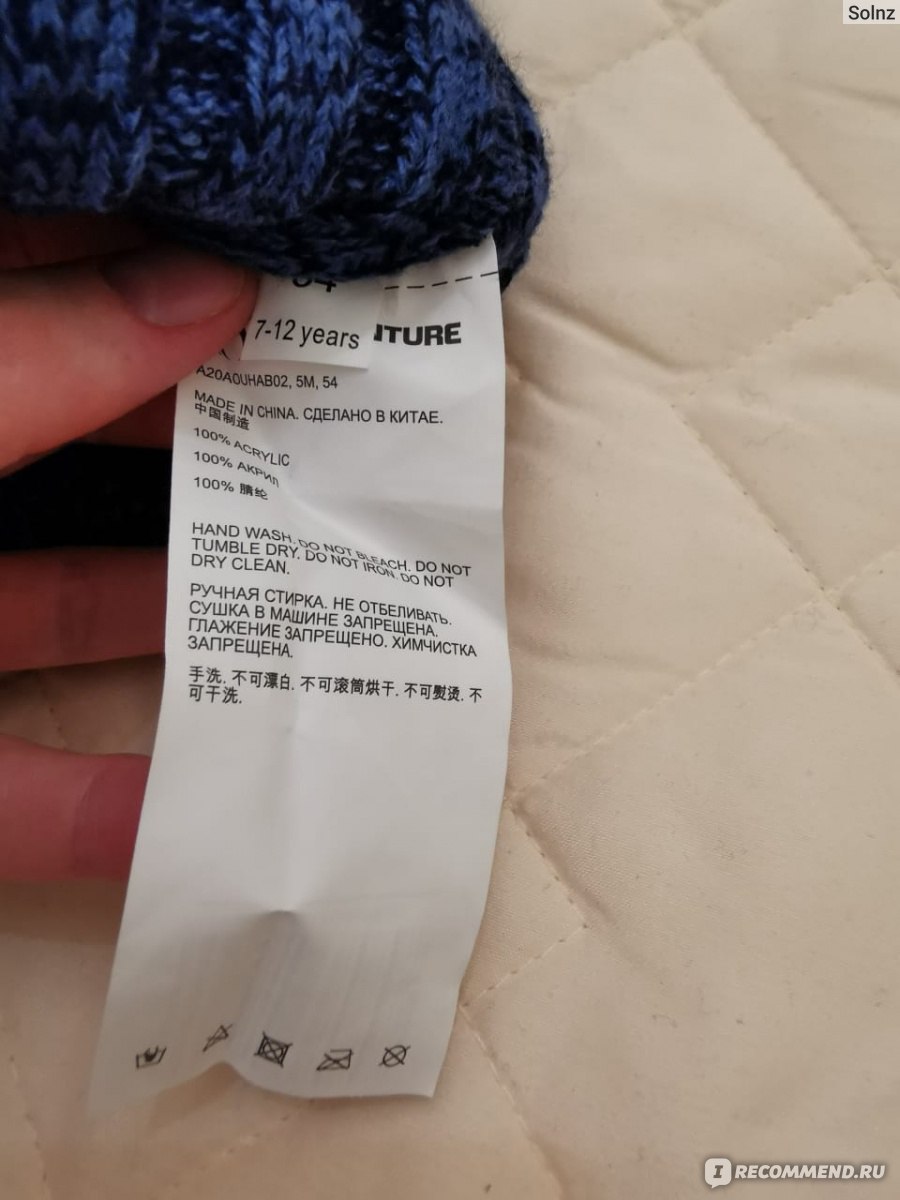 Solnz
54
7-12 years
TURE
A20A0UHAB02, 5M, 54
MADE IN CHINA. СДЕЛАНО В КИТАЕ.
中国制造
100% ACRYLIC
100% АКРИЛ
100% 腈纶
HAND WASH. DO NOT BLEACH. DO NOT
TUMBLE DRY. DO NOT IRON. DO NOT
DRY CLEAN.
РУЧНАЯ СТИРКА. НЕ ОТБЕЛИВАТЬ.
СУШКА В МАШИНЕ ЗАПРЕЩЕНА.
ГЛАЖЕНИЕ ЗАПРЕЩЕНО. ХИМЧИСТКА
ЗАПРЕЩЕНА.
手洗. 不可漂白. 不可滚筒烘干. 不可熨烫. 不
可干洗.
IRECOMMEND.RU